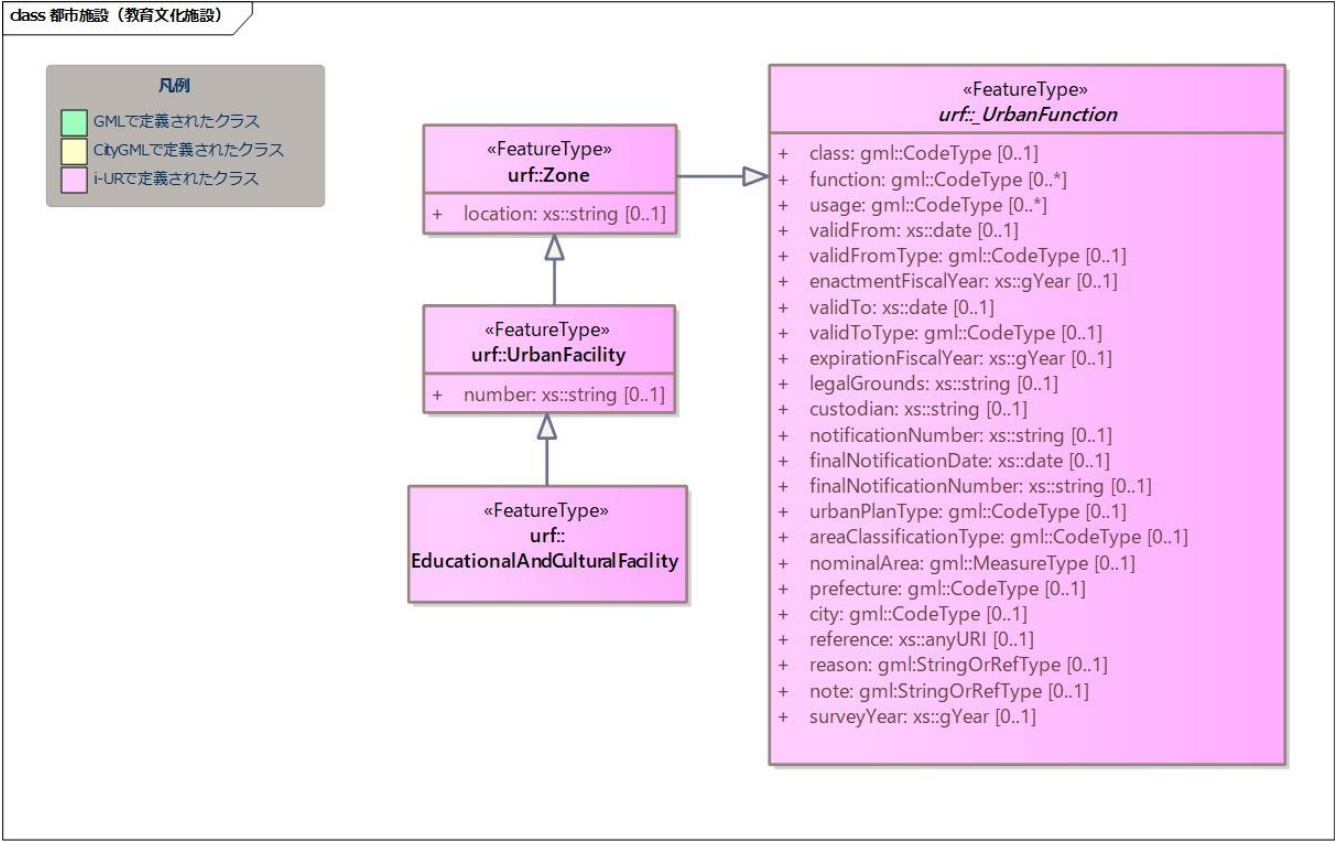 class 都市施設（教育文化施設）
凡例
GMLで定義されたクラス
CityGMLで定義されたクラス
i-URで定義されたクラス
«FeatureType»
urf::Zone
+ location: xs::string [0..1]
«FeatureType»
urf::UrbanFacility
+ number: xs::string [0..1]
«FeatureType»
urf::
EducationalAndCulturalFacility
«FeatureType»
urf::_UrbanFunction
+ class: gml::CodeType [0..1]
+ function: gml::CodeType [0..*]
+ usage: gml::CodeType [0..*]
+ validFrom: xs::date [0..1]
+ validFromType: gml::CodeType [0..1]
+ enactmentFiscalYear: xs::gYear [0..1]
+ validTo: xs::date [0..1]
+ validToType: gml::CodeType [0..1]
+ expirationFiscalYear: xs::gYear [0..1]
+ legalGrounds: xs::string [0..1]
+ custodian: xs::string [0..1]
+ notificationNumber: xs::string [0..1]
+ finalNotificationDate: xs::date [0..1]
+ finalNotificationNumber: xs::string [0..1]
+ urbanPlanType: gml::CodeType [0..1]
+ areaClassificationType: gml::CodeType [0..1]
+ nominalArea: gml::MeasureType [0..1]
+ prefecture: gml::CodeType [0..1]
+ city: gml::CodeType [0..1]
+ reference: xs::anyURI [0..1]
+ reason: gml:StringOrRefType [0..1]
+ note: gml:StringOrRefType [0..1]
+ surveyYear: xs::gYear [0..1]